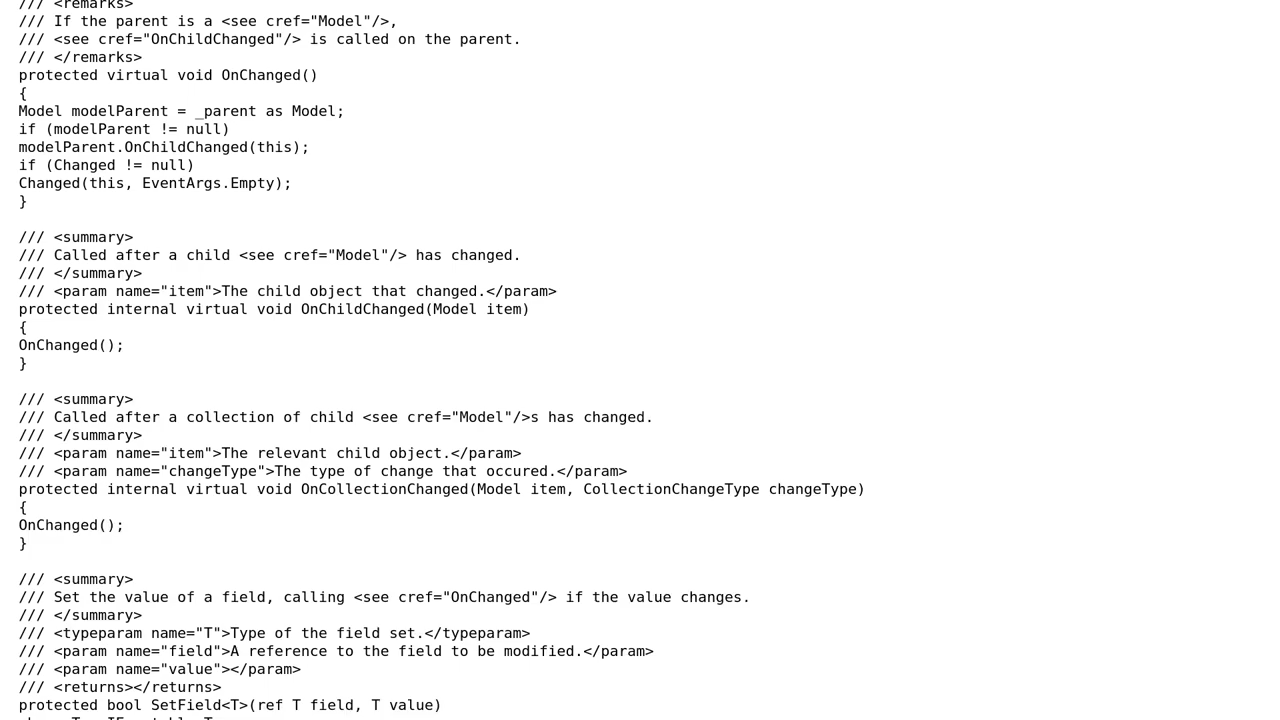 /// <remarks>
/// If the parent is a <see cref="Model"/>,
/// <see cref="OnChildChanged"/> is called on the parent.
/// </remarks>
protected virtual void OnChanged()
{
Model modelParent = _parent as Model;
if (modelParent != null)
modelParent.OnChildChanged(this);
if (Changed != null)
Changed(this, EventArgs.Empty);
}

/// <summary>
/// Called after a child <see cref="Model"/> has changed.
/// </summary>
/// <param name="item">The child object that changed.</param>
protected internal virtual void OnChildChanged(Model item)
{
OnChanged();
}

/// <summary>
/// Called after a collection of child <see cref="Model"/>s has changed.
/// </summary>
/// <param name="item">The relevant child object.</param>
/// <param name="changeType">The type of change that occured.</param>
protected internal virtual void OnCollectionChanged(Model item, CollectionChangeType changeType)
{
OnChanged();
}

/// <summary>
/// Set the value of a field, calling <see cref="OnChanged"/> if the value changes.
/// </summary>
/// <typeparam name="T">Type of the field set.</typeparam>
/// <param name="field">A reference to the field to be modified.</param>
/// <param name="value"></param>
/// <returns></returns>
protected bool SetField<T>(ref T field, T value)